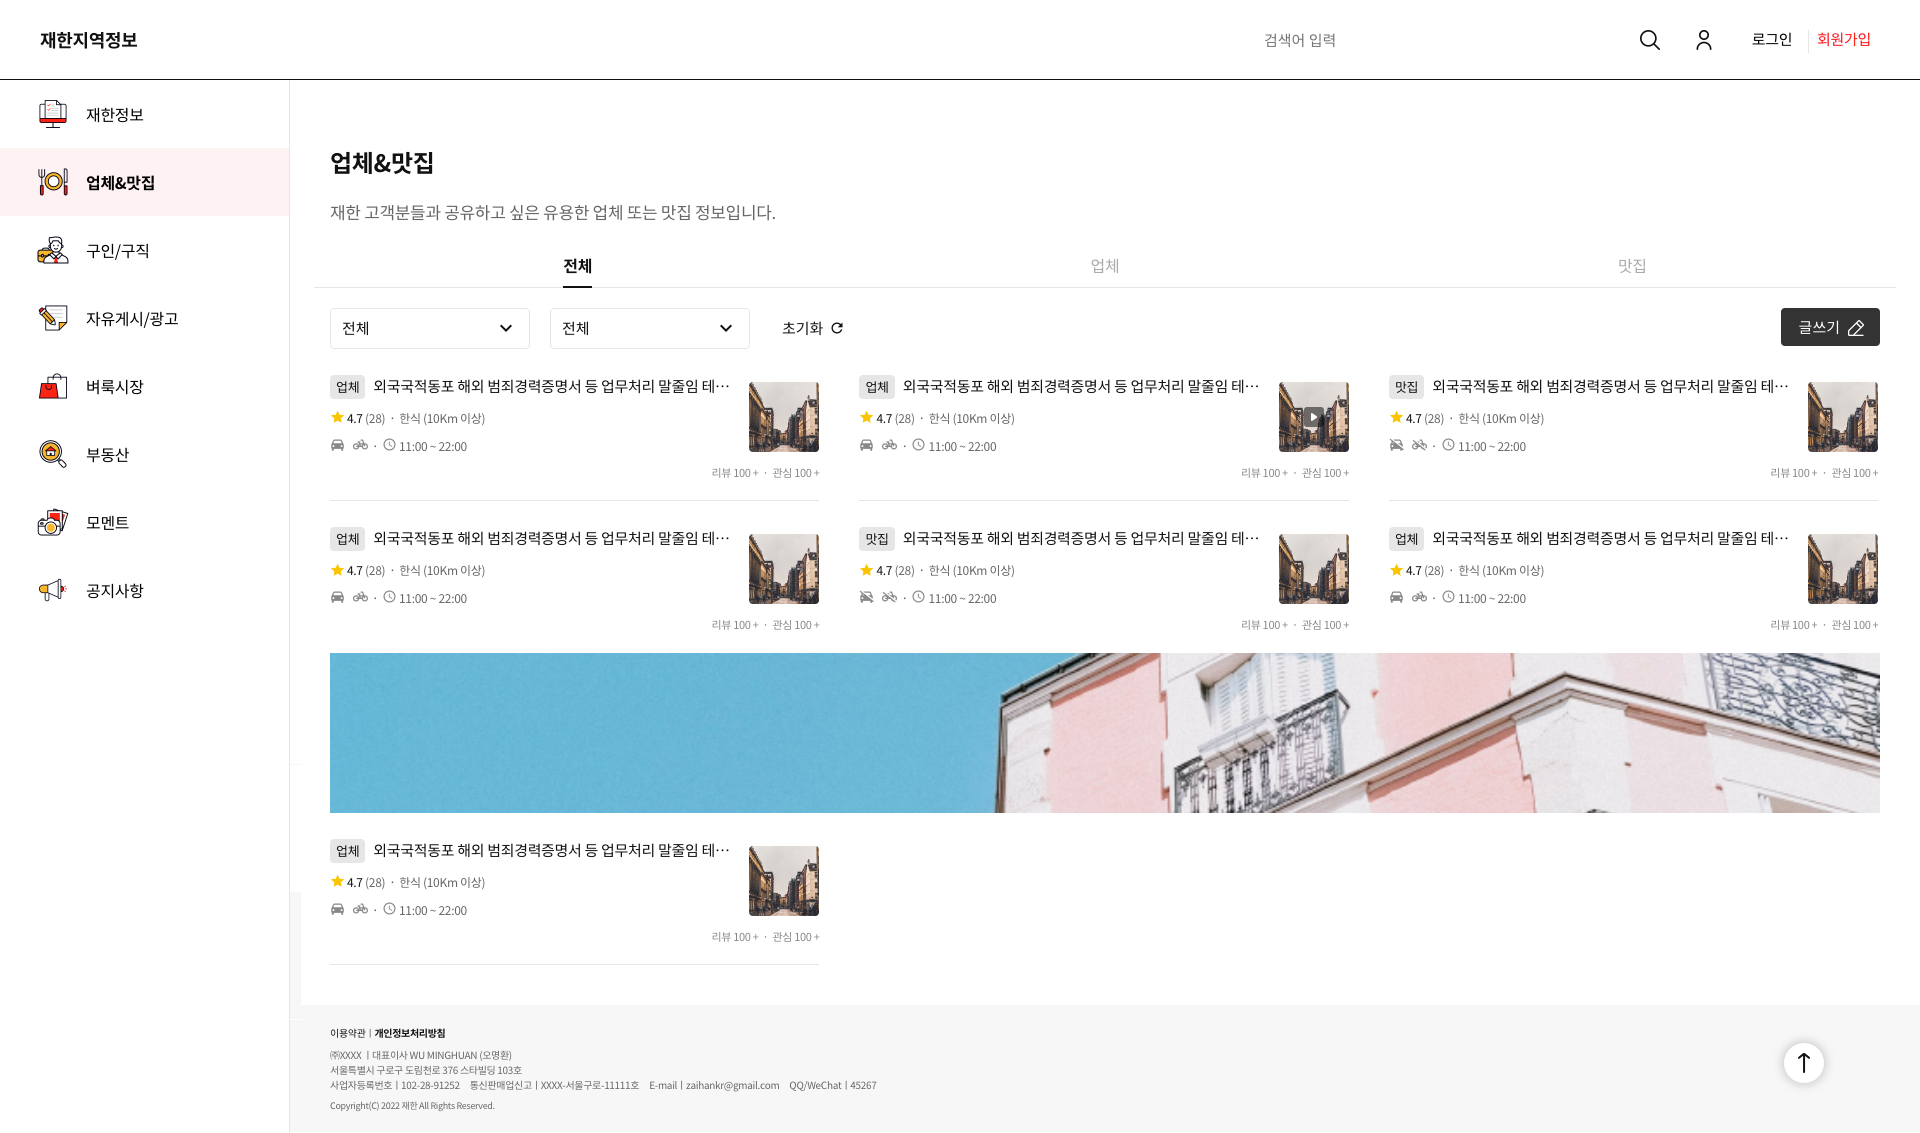 재한지역정보
검색어 입력
로그인
회원가입
재한정보
업체&맛집
구인/구직
자유게시/광고
벼룩시장
부동산
모멘트
공지사항
업체&맛집
재한 고객분들과 공유하고 싶은 유용한 업체 또는 맛집 정보입니다.
전체 업체 맛집
전체 전체 초기화 글쓰기
업체 외국국적동포 해외 범죄경력증명서 등 업무처리 말줄임 테…
4.7 (28) · 한식 (10Km 이상)
· 11:00 ~ 22:00
리뷰 100 + · 관심 100 +
업체 외국국적동포 해외 범죄경력증명서 등 업무처리 말줄임 테…
4.7 (28) · 한식 (10Km 이상)
· 11:00 ~ 22:00
리뷰 100 + · 관심 100 +
맛집 외국국적동포 해외 범죄경력증명서 등 업무처리 말줄임 테…
4.7 (28) · 한식 (10Km 이상)
· 11:00 ~ 22:00
리뷰 100 + · 관심 100 +
업체 외국국적동포 해외 범죄경력증명서 등 업무처리 말줄임 테…
4.7 (28) · 한식 (10Km 이상)
· 11:00 ~ 22:00
리뷰 100 + · 관심 100 +
맛집 외국국적동포 해외 범죄경력증명서 등 업무처리 말줄임 테…
4.7 (28) · 한식 (10Km 이상)
· 11:00 ~ 22:00
리뷰 100 + · 관심 100 +
업체 외국국적동포 해외 범죄경력증명서 등 업무처리 말줄임 테…
4.7 (28) · 한식 (10Km 이상)
· 11:00 ~ 22:00
리뷰 100 + · 관심 100 +
업체 외국국적동포 해외 범죄경력증명서 등 업무처리 말줄임 테…
4.7 (28) · 한식 (10Km 이상)
· 11:00 ~ 22:00
리뷰 100 + · 관심 100 +
이용약관 | 개인정보처리방침
㈜XXXX | 대표이사 WU MINGHUAN (오명환)
서울특별시 구로구 도림천로 376 스타빌딩 103호
사업자등록번호 | 102-28-91252 통신판매업신고 | XXXX-서울구로-11111호 E-mail | zaihankr@gmail.com QQ/WeChat | 45267
Copyright(C) 2022 재한 All Rights Reserved.